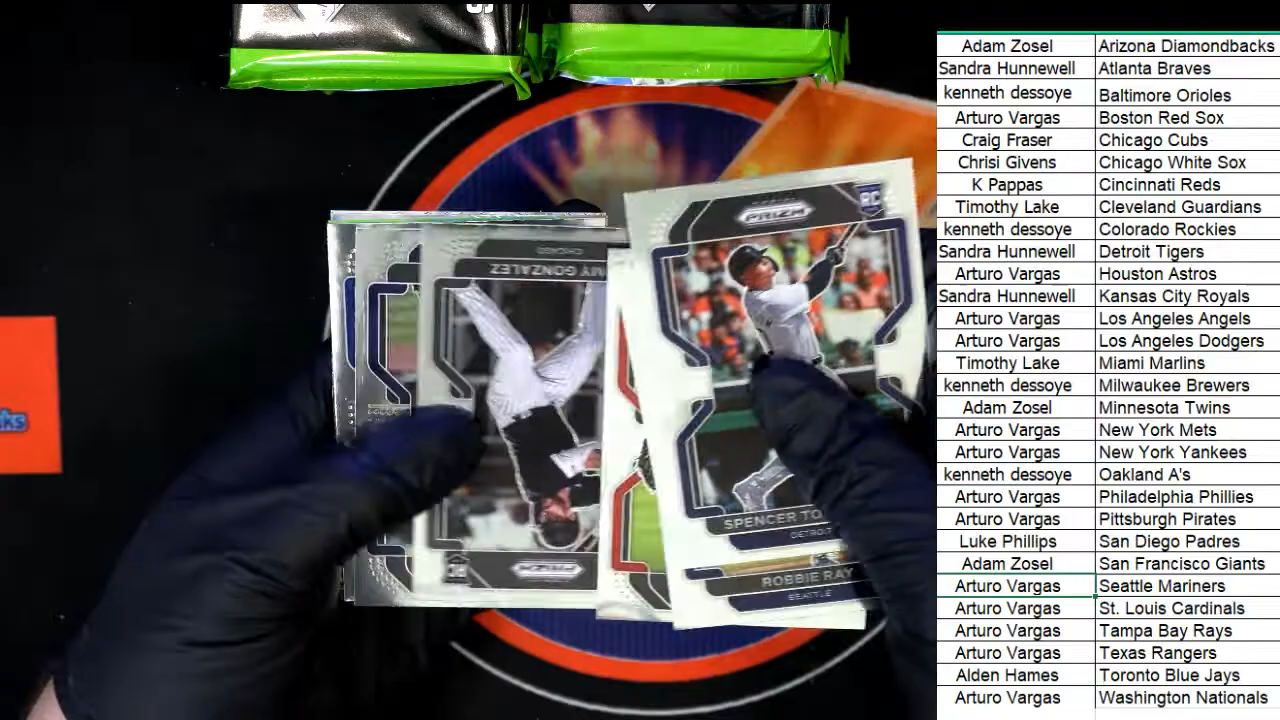 PRIZM
RC
CHICAGO
MY GONZALEZ
SPENCER TO
DETROIT
ROBBIE RAY
SEATTLE
PRIZM
ks
Adam Zosel Arizona Diamondbacks
Sandra Hunnewell Atlanta Braves
kenneth dessoye Baltimore Orioles
Arturo Vargas Boston Red Sox
Craig Fraser Chicago Cubs
Chrisi Givens Chicago White Sox
K Pappas Cincinnati Reds
Timothy Lake Cleveland Guardians
kenneth dessoye Colorado Rockies
Sandra Hunnewell Detroit Tigers
Arturo Vargas Houston Astros
Sandra Hunnewell Kansas City Royals
Arturo Vargas Los Angeles Angels
Arturo Vargas Los Angeles Dodgers
Timothy Lake Miami Marlins
kenneth dessoye Milwaukee Brewers
Adam Zosel Minnesota Twins
Arturo Vargas New York Mets
Arturo Vargas New York Yankees
kenneth dessoye Oakland A's
Arturo Vargas Philadelphia Phillies
Arturo Vargas Pittsburgh Pirates
Luke Phillips San Diego Padres
Adam Zosel San Francisco Giants
Arturo Vargas Seattle Mariners
Arturo Vargas St. Louis Cardinals
Arturo Vargas Tampa Bay Rays
Arturo Vargas Texas Rangers
Alden Hames Toronto Blue Jays
Arturo Vargas Washington Nationals